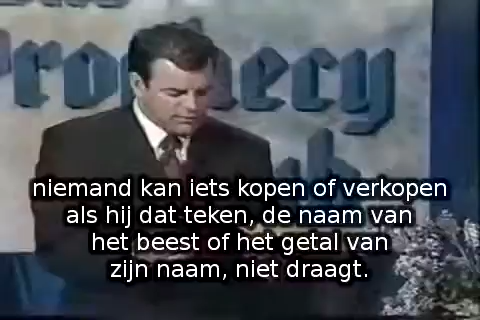 Prophecy
niemand kan iets kopen of verkopen
als hij dat teken, de naam van
het beest of het getal van
zijn naam, niet draagt.